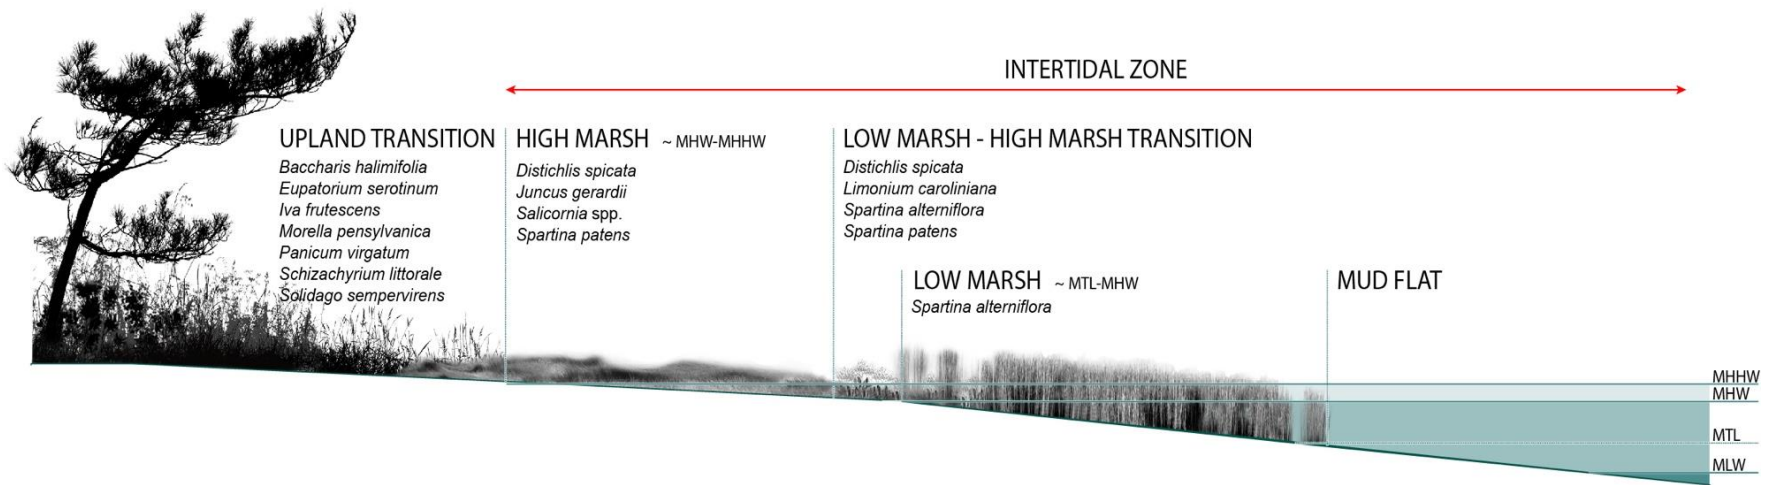 INTERTIDAL ZONE
UPLAND TRANSITION
Baccharis halimifolia
Eupatorium serotinum
Iva frutescens
Morella pensylvanica
Panicum virgatum
Schizachyrium littorale
Solidago sempervirens
HIGH MARSH ~ MHW-MHHW
Distichlis spicata
Juncus gerardii
Salicornia spp.
Spartina patens
LOW MARSH - HIGH MARSH TRANSITION
Distichlis spicata
Limonium caroliniana
Spartina alterniflora
Spartina patens
LOW MARSH ~ MTL-MHW
Spartina alterniflora
MUD FLAT
MHHW
MHW
MTL
MLW